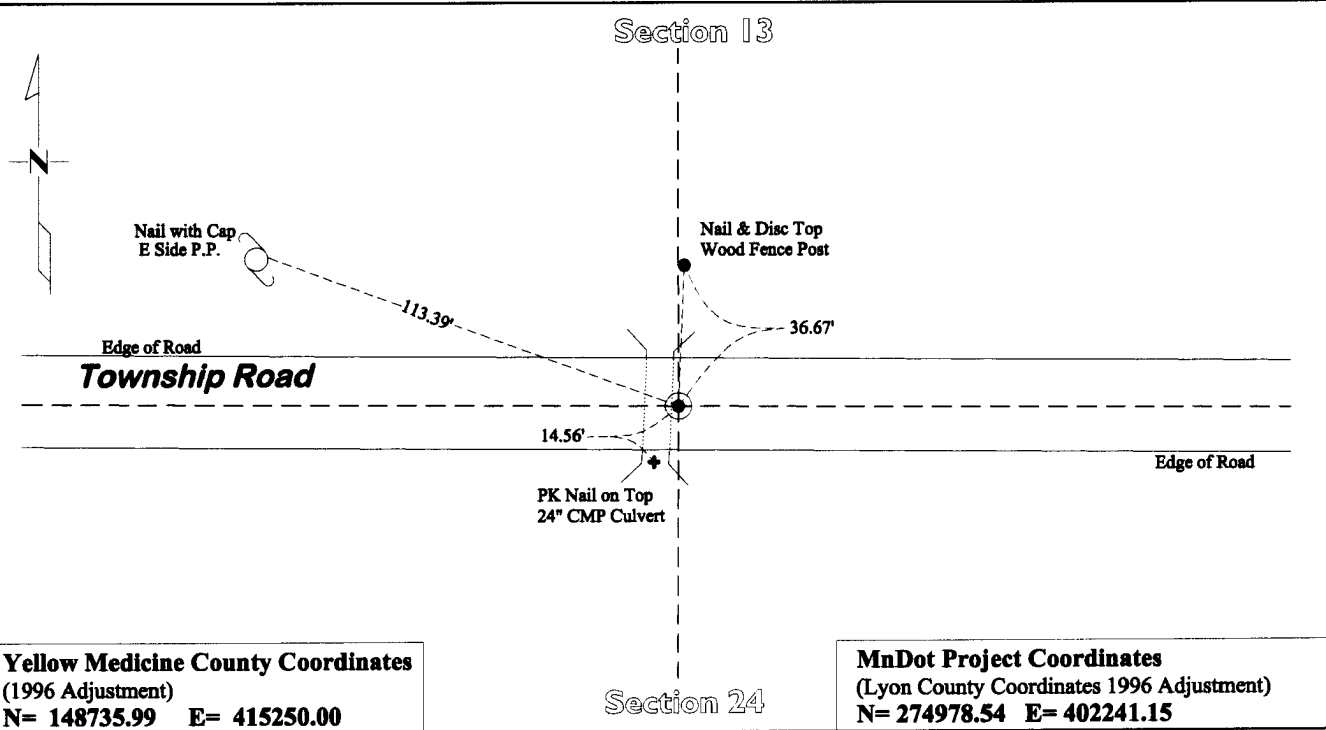 Section 13
N
Nail with Cap
E Side P.P.
Nail & Disc Top
Wood Fence Post
113.39'
36.67'
Edge of Road
Township Road
14.56'
Edge of Road
PK Nail on Top
24" CMP Culvert
Yellow Medicine County Coordinates
(1996 Adjustment)
N= 148735.99 E= 415250.00
Section 24
MnDot Project Coordinates
(Lyon County Coordinates 1996 Adjustment)
N= 274978.54 E= 402241.15